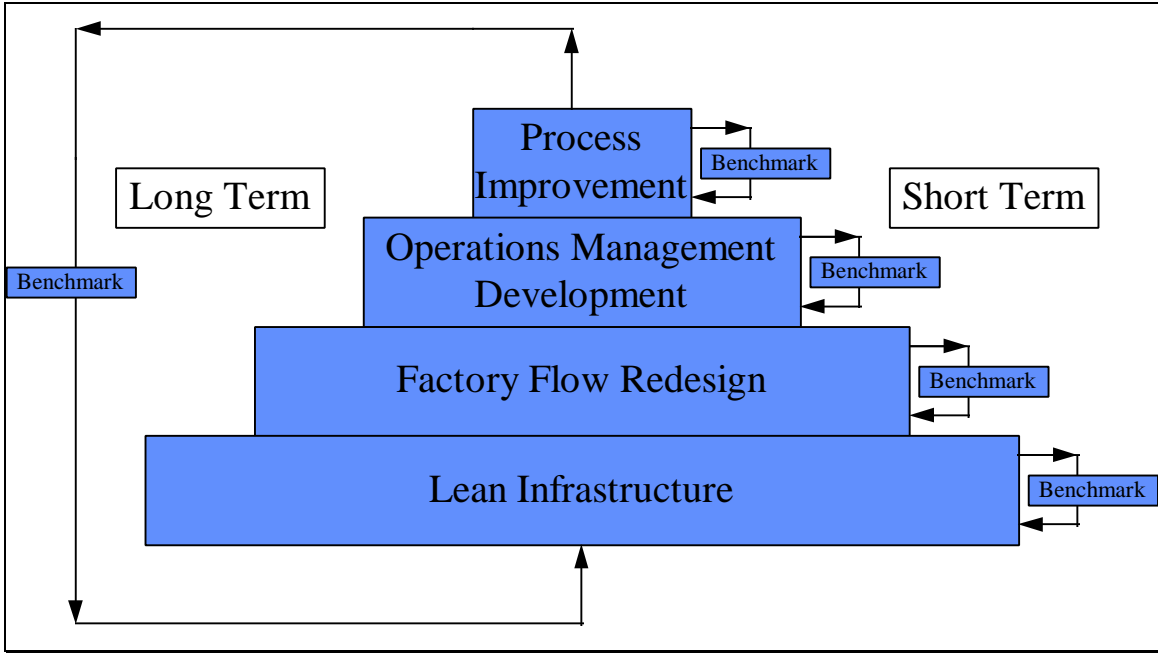 Process
Improvement
Benchmark
Long Term
Short Term
Operations Management
Development
Benchmark
Benchmark
Factory Flow Redesign
Benchmark
Lean Infrastructure
Benchmark